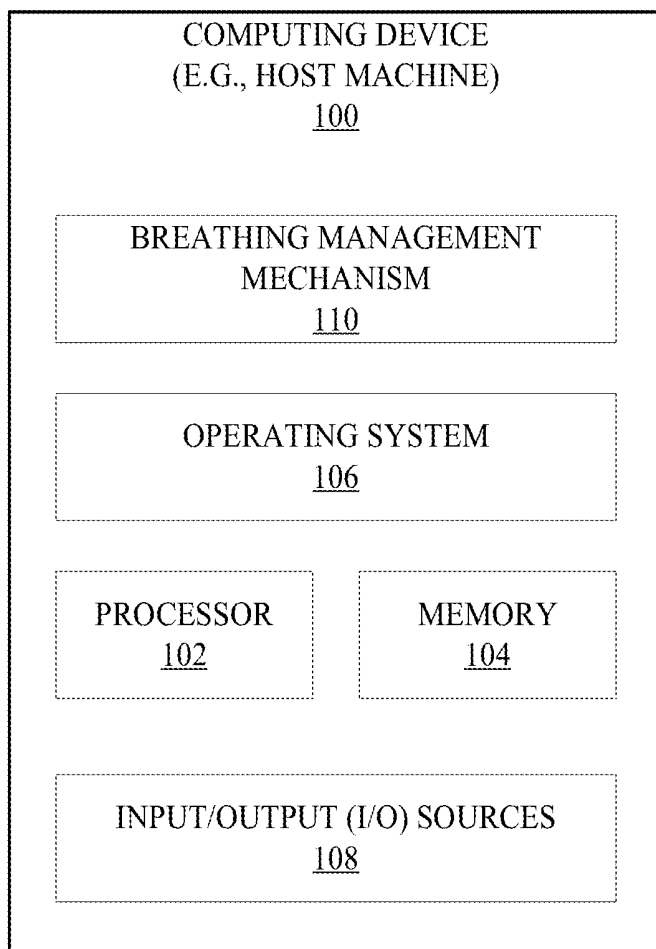 COMPUTING DEVICE
(E.G., HOST MACHINE)
100
BREATHING MANAGEMENT
MECHANISM
110
OPERATING SYSTEM
106
PROCESSOR
102
MEMORY
104
INPUT/OUTPUT (I/O) SOURCES
108